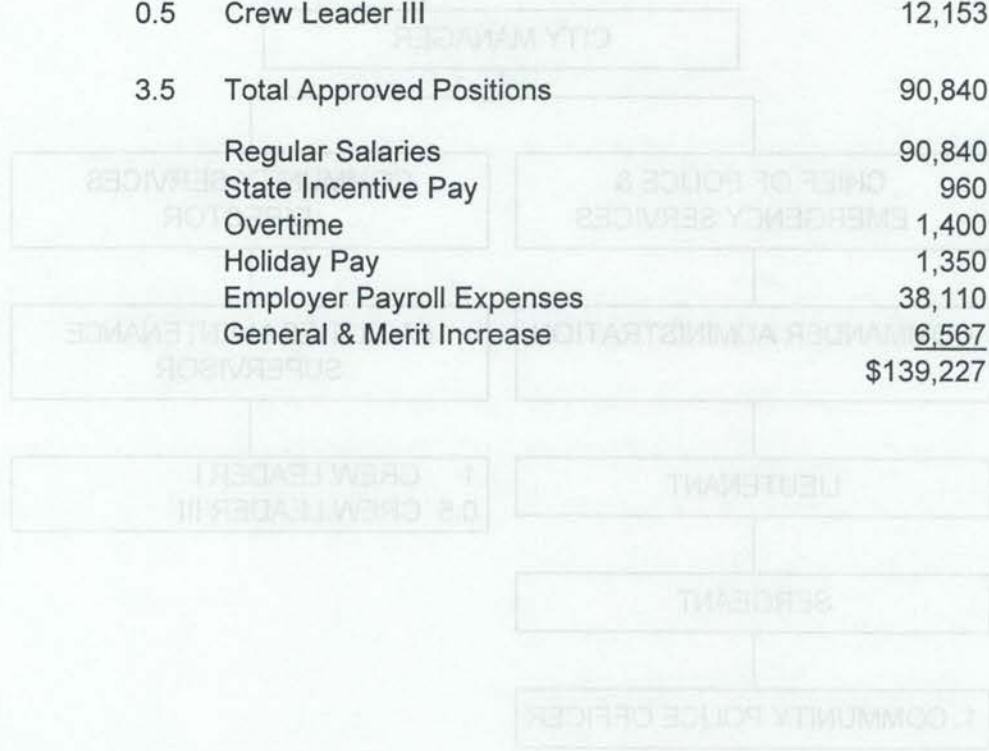 0.5 Crew Leader III 12,153
3.5 Total Approved Positions 90,840
Regular Salaries 90,840
State Incentive Pay 960
Overtime 1,400
Holiday Pay 1,350
Employer Payroll Expenses 38,110
General & Merit Increase 6,567
$139,227
CITY MANAGER
CHIEF OF POLICE &
EMERGENCY SERVICES
COMMUNITY SERVICES
DIRECTOR
COMMANDER ADMINISTRATION
MAINTENANCE
SUPERVISOR
LIEUTENANT
1 CREW LEADER I
0.5 CREW LEADER III
SERGEANT
1 COMMUNITY POLICE OFFICER